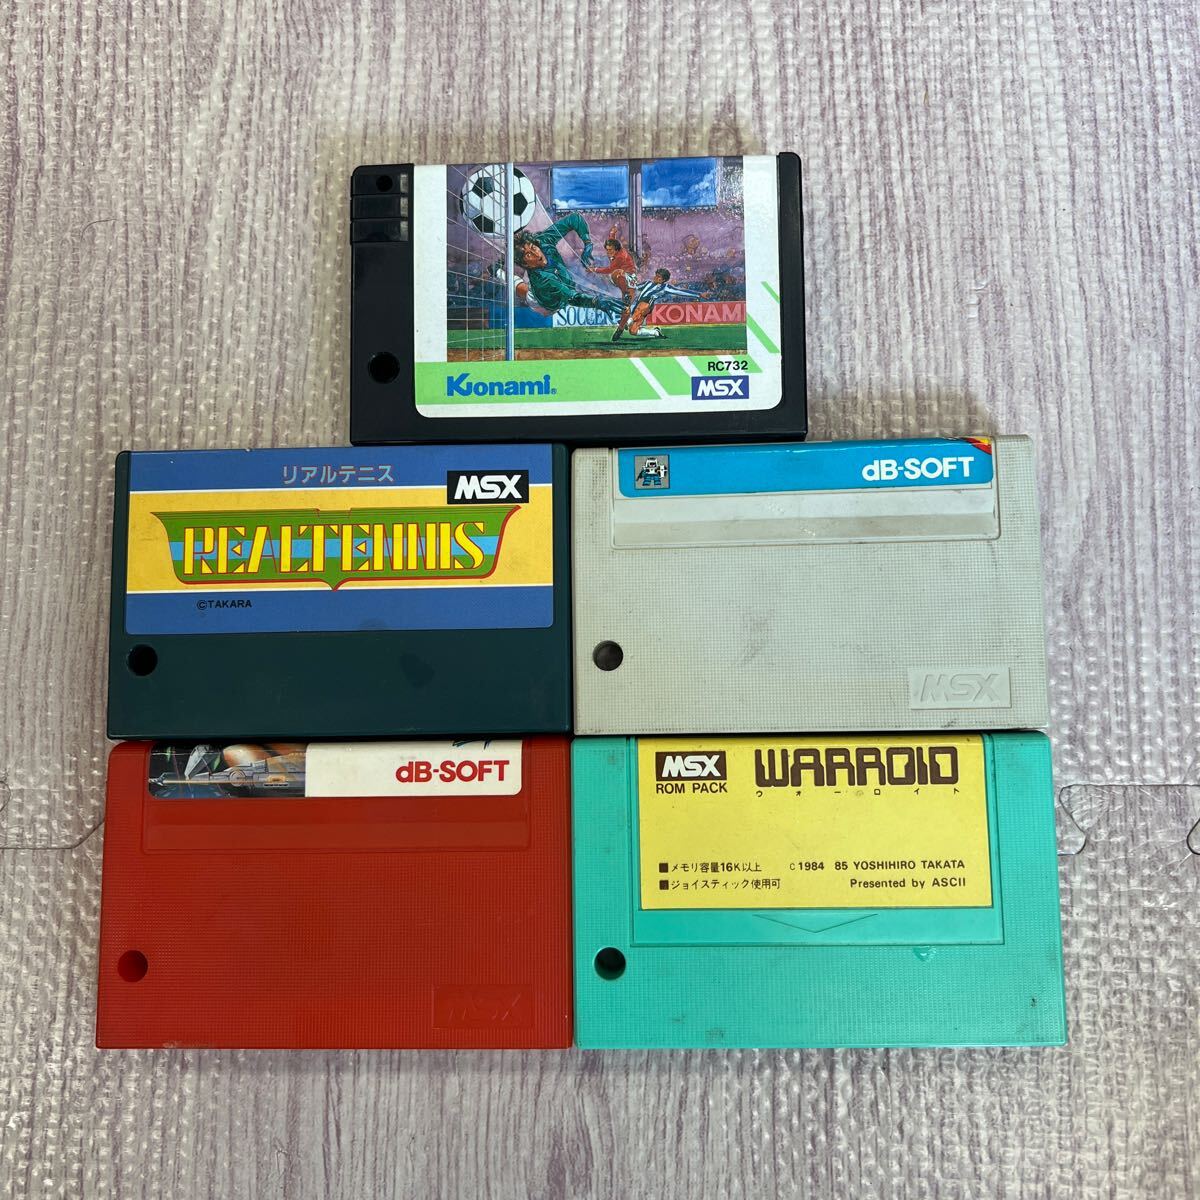 SOCCER
KONAMI
RC732
Konami®
MSX
リアルテニス
MSX
REALTENNIS
©TAKARA
dB-SOFT
MSX
dB-SOFT
MSX
MSX
ROM PACK
WARROID
ウォーロイド
■メモリ容量16K以上
©1984 85 YOSHIHIRO TAKATA
■ジョイスティック使用可
Presented by ASCII